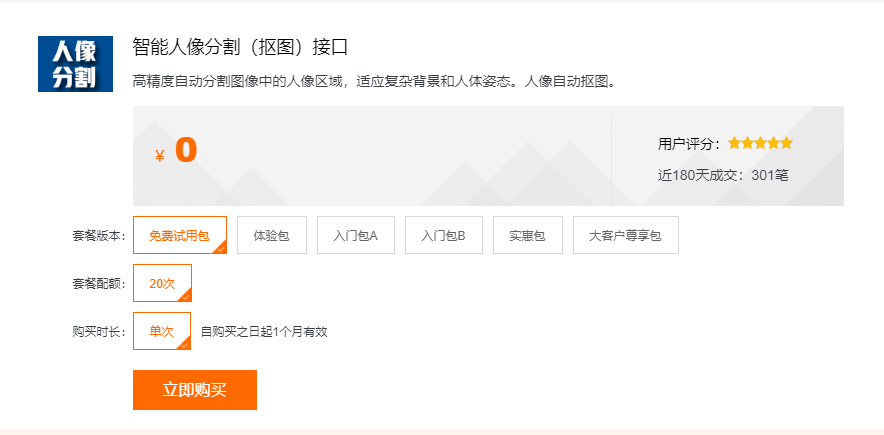 人像
分割
智能人像分割（抠图）接口
高精度自动分割图像中的人像区域，适应复杂背景和人体姿态。人像自动抠图。
¥ 0
用户评分：
近180天成交：301笔
套餐版本： 免费试用包 体验包 入门包A 入门包B 实惠包 大客户尊享包
套餐配额： 20次
购买时长： 单次 自购买之日起1个月有效
立即购买